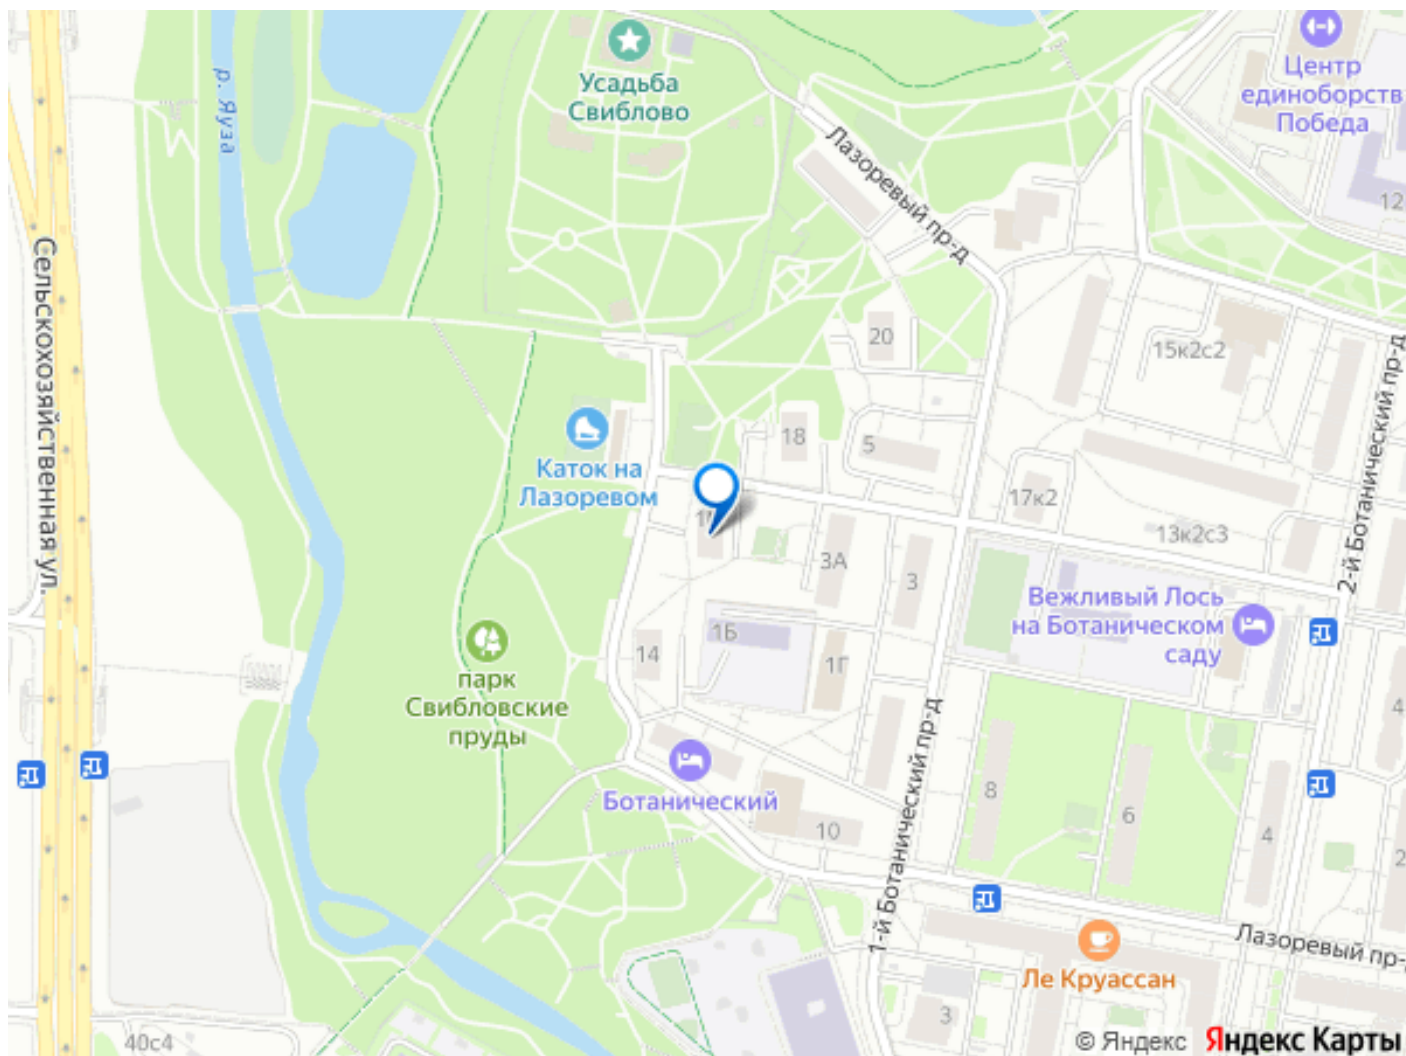 р. Яуза
Усадьба
Свиблово
Центр
единоборств
Победа
12
Лазоревый пр-д
Сельскохозяйственная ул.
20
15к2с2
2-й Ботанический пр-д
18
5
Каток на
Лазоревом
17к2
13к2с3
3А
3
Вежливый Лось
на Ботаническом
саду
1Б
14
1Г
парк
Свибловские
пруды
4
1-й Ботанический пр-д
Ботанический
8
6
10
4
2
Лазоревый пр-
Ле Круассан
3
40с4
© Яндекс Яндекс Карты